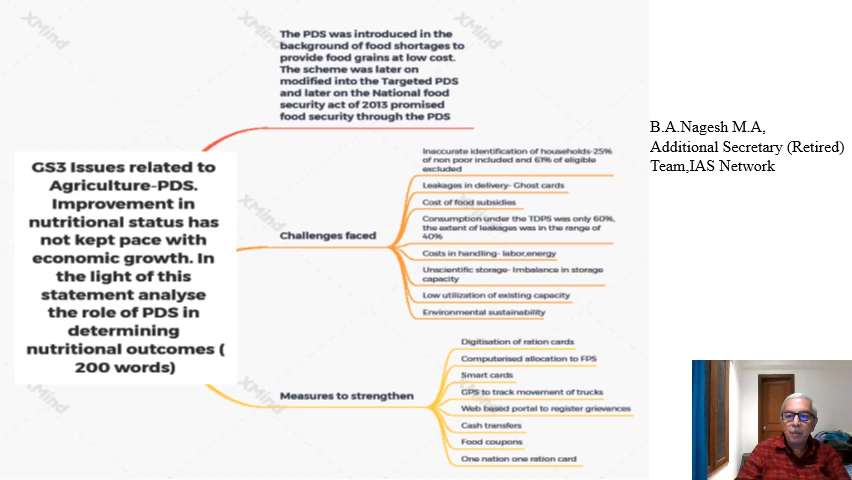 The PDS was introduced in the
background of food shortages to
provide food grains at low cost.
The scheme was later on
modified into the Targeted PDS
and later on the National food
security act of 2013 promised
food security through the PDS
GS3 Issues related to
Agriculture-PDS.
Improvement in
nutritional status has
not kept pace with
economic growth. In
the light of this
statement analyse
the role of PDS in
determining
nutritional outcomes (
200 words)
Challenges faced
Inaccurate identification of households-25%
of non poor included and 61% of eligible
excluded
Leakages in delivery- Ghost cards
Cost of food subsidies
Consumption under the TDPS was only 60%,
the extent of leakages was in the range of
40%
Costs in handling- labor,energy
Unscientific storage- Imbalance in storage
capacity
Low utilization of existing capacity
Environmental sustainability
Measures to strengthen
Digitisation of ration cards
Computerised allocation to FPS
Smart cards
GPS to track movement of trucks
Web based portal to register grievances
Cash transfers
Food coupons
One nation one ration card
B.A.Nagesh M.A,
Additional Secretary (Retired)
Team,IAS Network
XMind
XMind
XMind
XMind
XMind
XMind
XMind
XMind